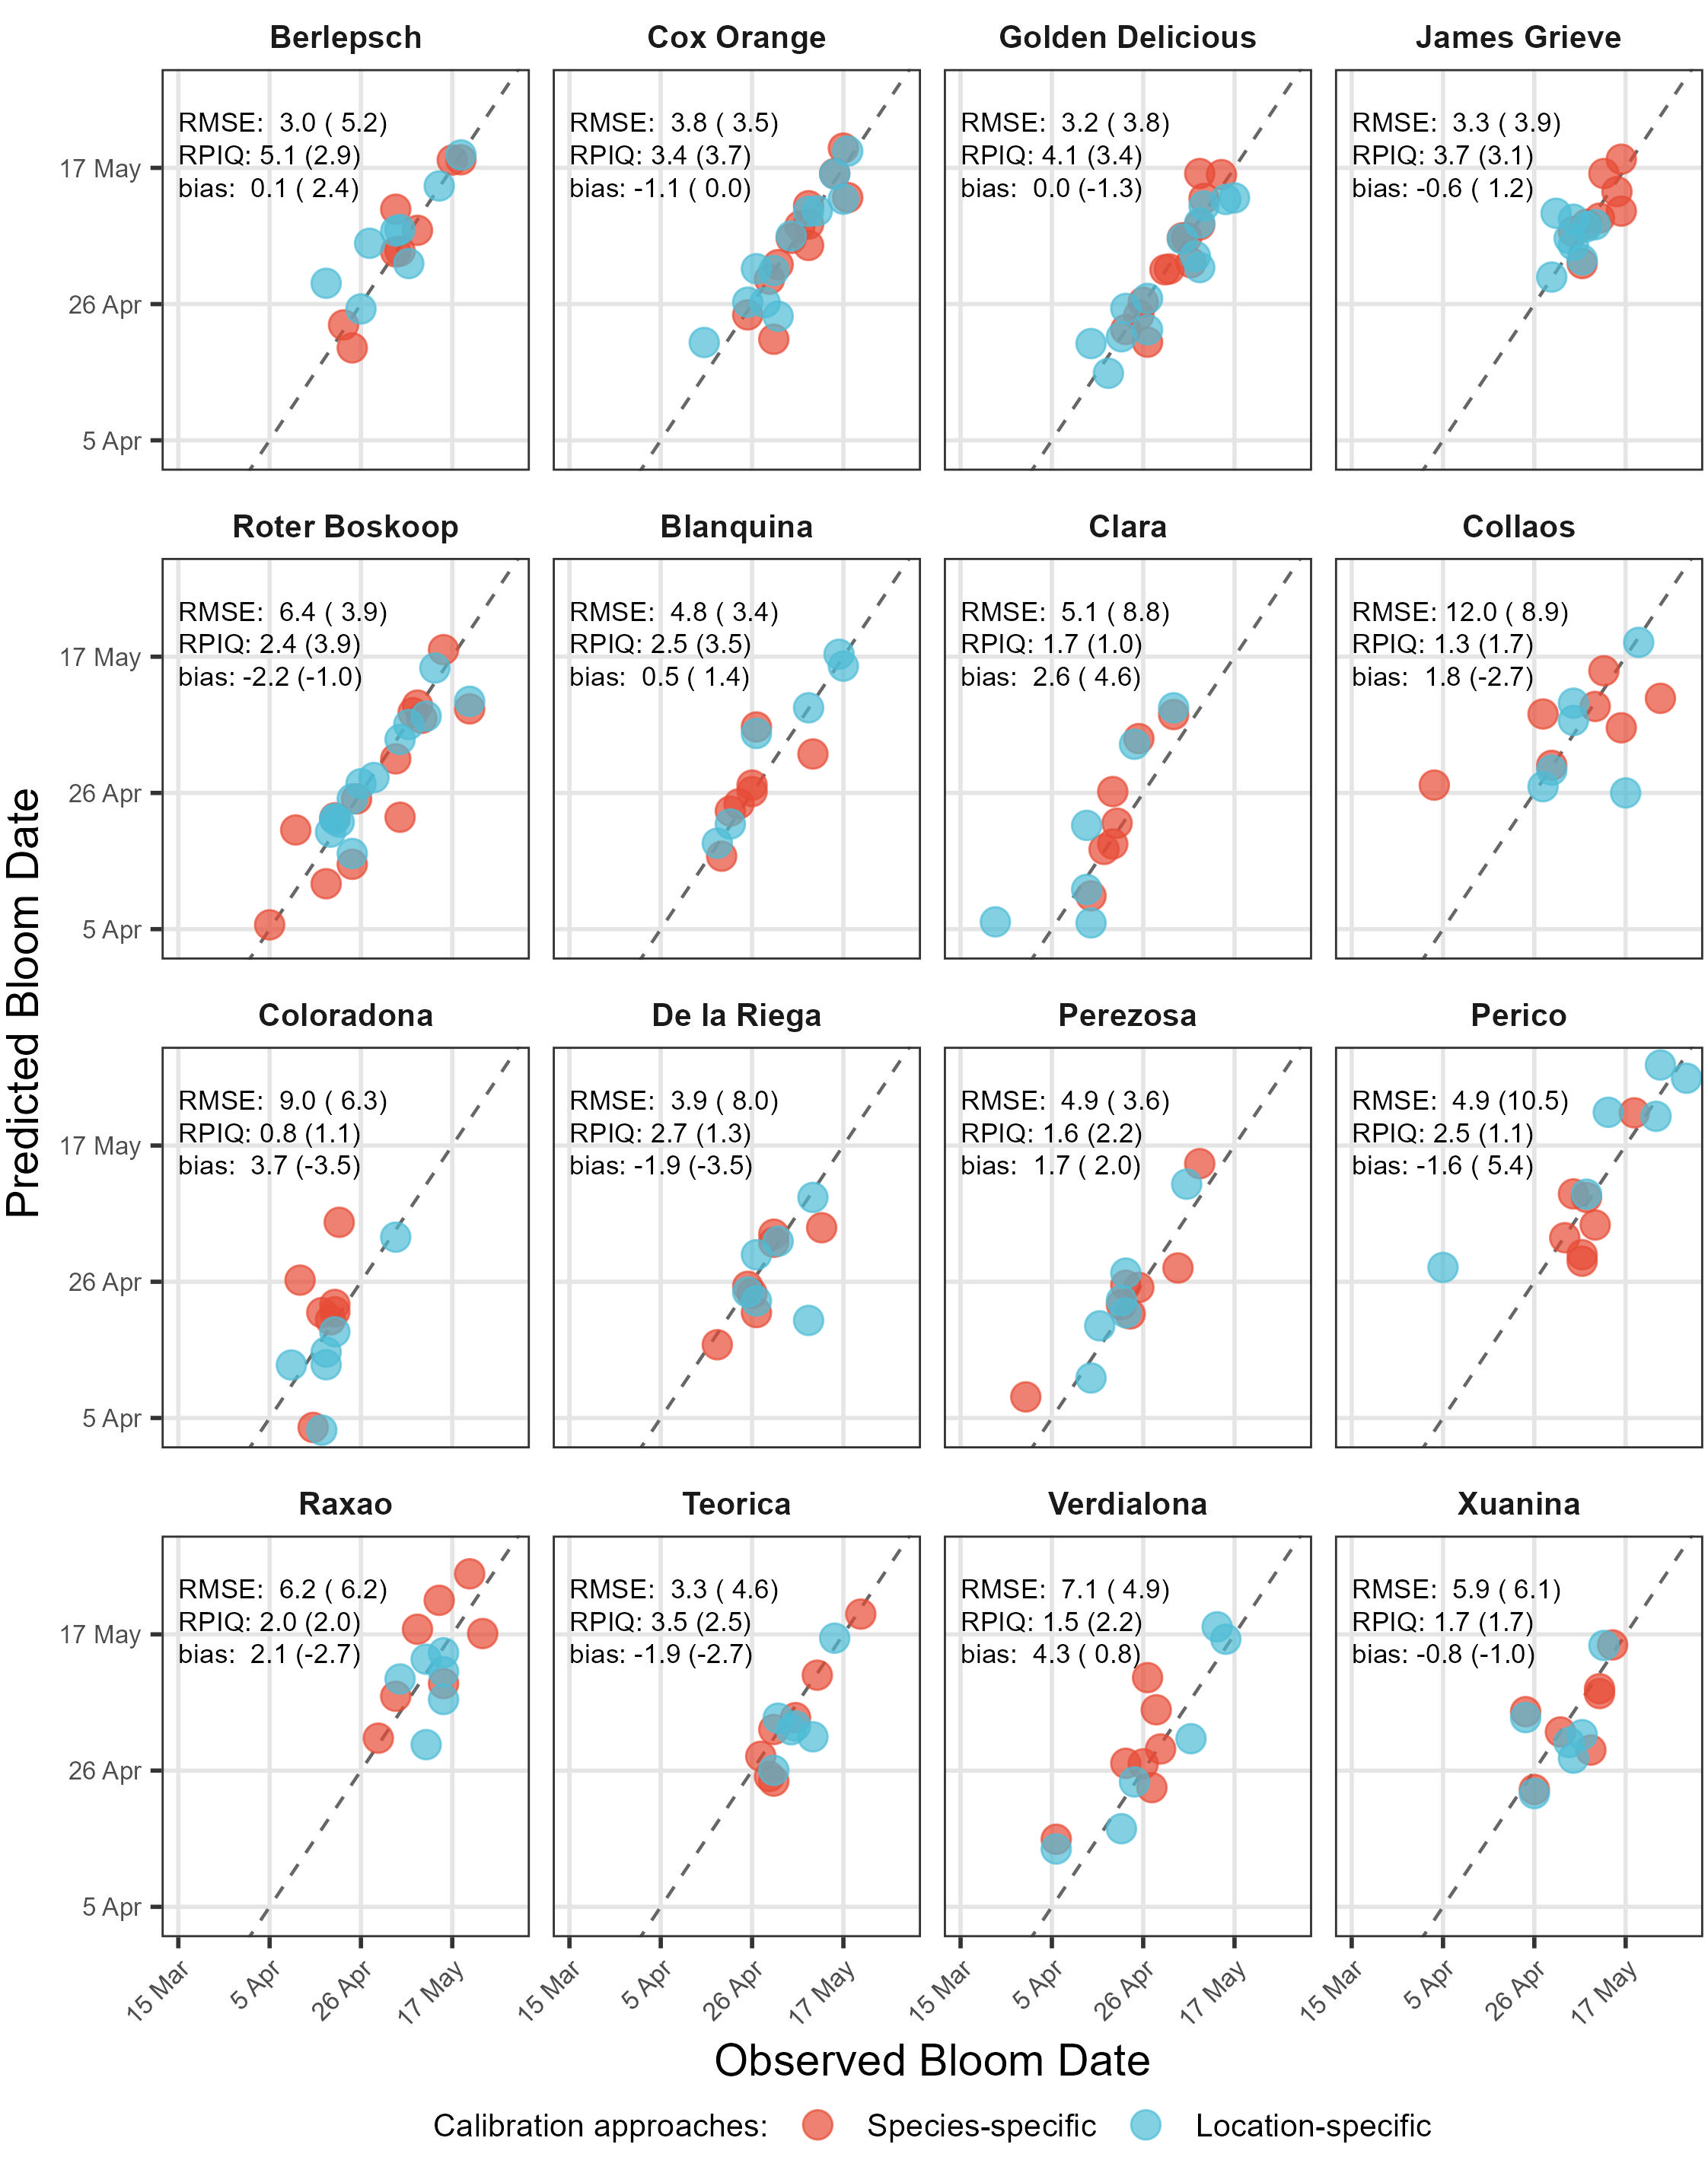 Berlepsch
Cox Orange
Golden Delicious
James Grieve
RMSE:  3.0 ( 5.2)
RPIQ: 5.1 (2.9)
bias:  0.1 ( 2.4)
RMSE:  3.8 ( 3.5)
RPIQ: 3.4 (3.7)
bias: -1.1 ( 0.0)
RMSE:  3.2 ( 3.8)
RPIQ: 4.1 (3.4)
bias:  0.0 (-1.3)
RMSE:  3.3 ( 3.9)
RPIQ: 3.7 (3.1)
bias: -0.6 ( 1.2)
17 May
26 Apr
5 Apr
Roter Boskoop
Blanquina
Clara
Collaos
RMSE:  6.4 ( 3.9)
RPIQ: 2.4 (3.9)
bias: -2.2 (-1.0)
RMSE:  4.8 ( 3.4)
RPIQ: 2.5 (3.5)
bias:  0.5 ( 1.4)
RMSE:  5.1 ( 8.8)
RPIQ: 1.7 (1.0)
bias:  2.6 ( 4.6)
RMSE: 12.0 ( 8.9)
RPIQ: 1.3 (1.7)
bias:  1.8 (-2.7)
17 May
26 Apr
5 Apr
Predicted Bloom Date
Coloradona
De la Riega
Perezosa
Perico
RMSE:  9.0 ( 6.3)
RPIQ: 0.8 (1.1)
bias:  3.7 (-3.5)
RMSE:  3.9 ( 8.0)
RPIQ: 2.7 (1.3)
bias: -1.9 (-3.5)
RMSE:  4.9 ( 3.6)
RPIQ: 1.6 (2.2)
bias:  1.7 ( 2.0)
RMSE:  4.9 (10.5)
RPIQ: 2.5 (1.1)
bias: -1.6 ( 5.4)
17 May
26 Apr
5 Apr
Raxao
Teorica
Verdialona
Xuanina
RMSE:  6.2 ( 6.2)
RPIQ: 2.0 (2.0)
bias:  2.1 (-2.7)
RMSE:  3.3 ( 4.6)
RPIQ: 3.5 (2.5)
bias: -1.9 (-2.7)
RMSE:  7.1 ( 4.9)
RPIQ: 1.5 (2.2)
bias:  4.3 ( 0.8)
RMSE:  5.9 ( 6.1)
RPIQ: 1.7 (1.7)
bias: -0.8 (-1.0)
17 May
26 Apr
5 Apr
15 Mar
5 Apr
26 Apr
17 May
15 Mar
5 Apr
26 Apr
17 May
15 Mar
5 Apr
26 Apr
17 May
15 Mar
5 Apr
26 Apr
17 May
Observed Bloom Date
Calibration approaches: Species-specific Location-specific